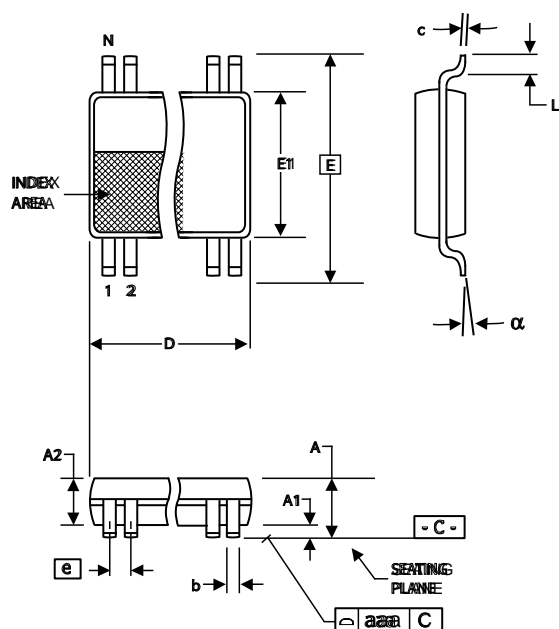 N
c
L
E1
E
INDEX
AREA
1 2
α
D
A2
A
A1
- C -
e
b
SEATING
PLANE
aaa C